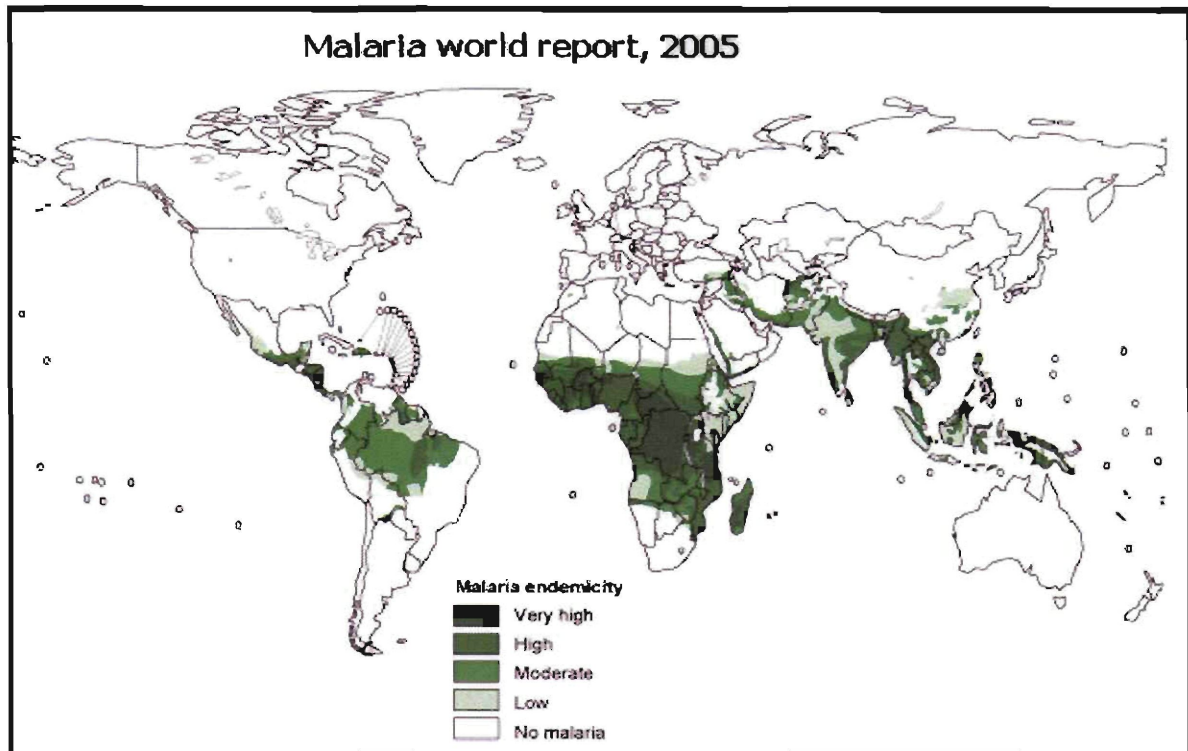 Malaria world report, 2005
Malaria endemicity
Very high
High
Moderate
Low
No malaria